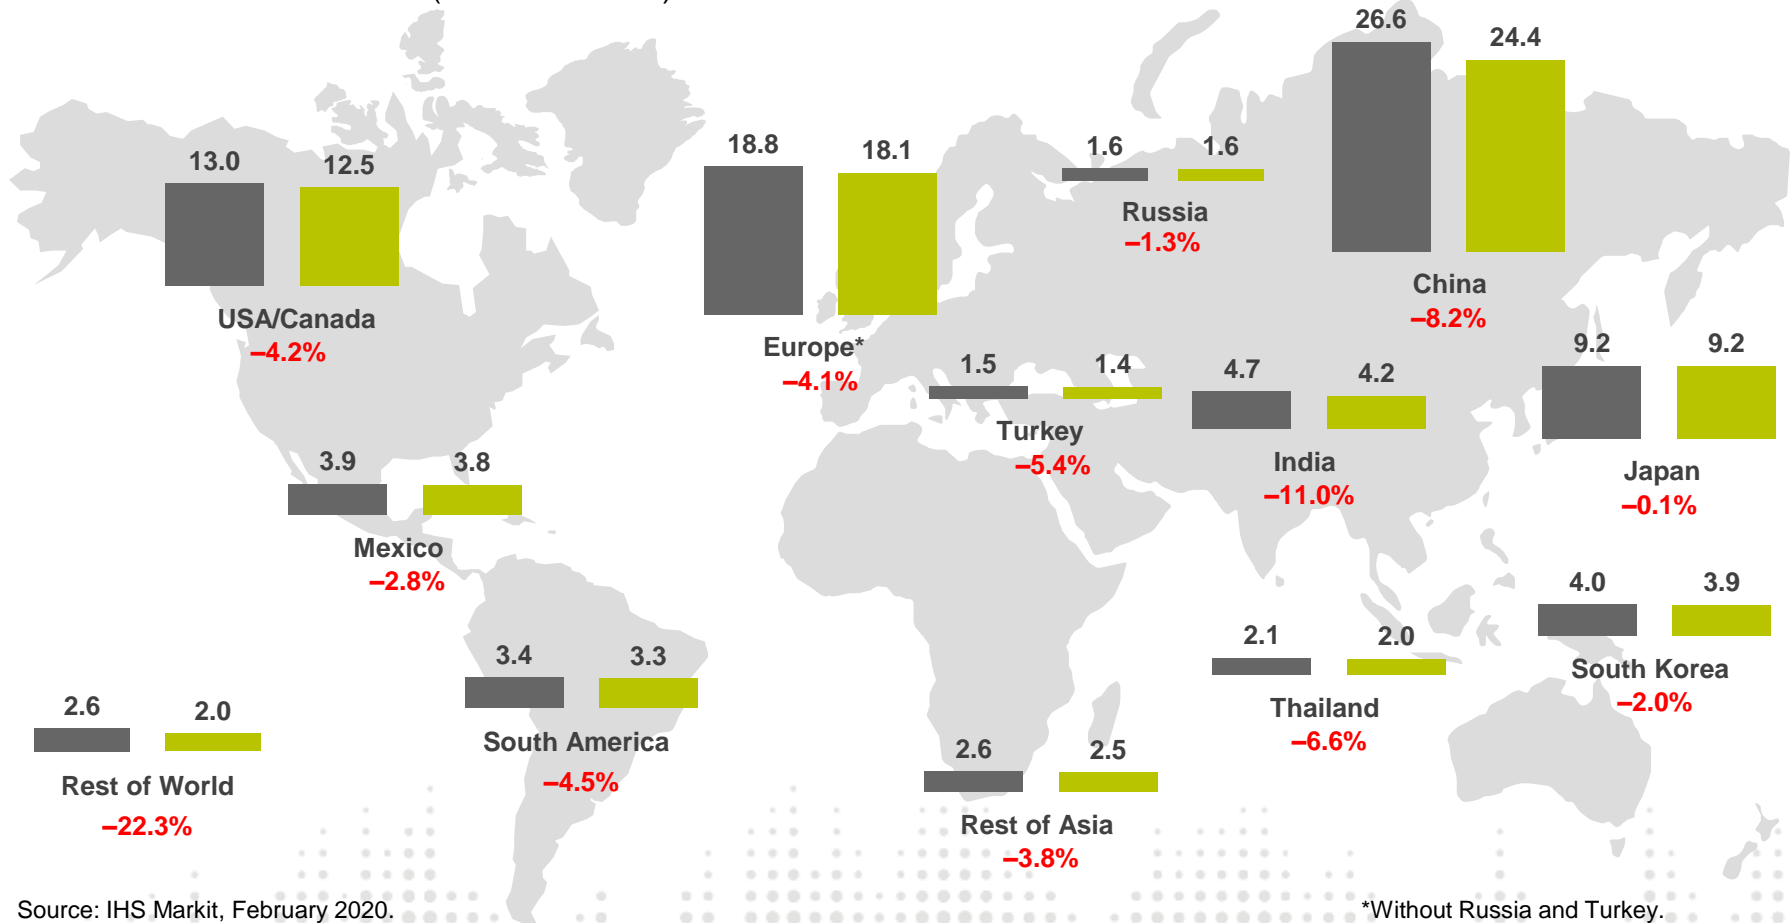 26.6
24.4
13.0
12.5
18.8
18.1
1.6
1.6
Russia
–1.3%
China
–8.2%
USA/Canada
–4.2%
Europe*
–4.1%
1.5
1.4
4.7
4.2
9.2
9.2
Turkey
–5.4%
India
–11.0%
Japan
–0.1%
3.9
3.8
Mexico
–2.8%
4.0
3.9
South Korea
–2.0%
3.4
3.3
South America
–4.5%
2.1
2.0
Thailand
–6.6%
2.6
2.0
Rest of World
–22.3%
2.6
2.5
Rest of Asia
–3.8%
Source: IHS Markit, February 2020.
*Without Russia and Turkey.